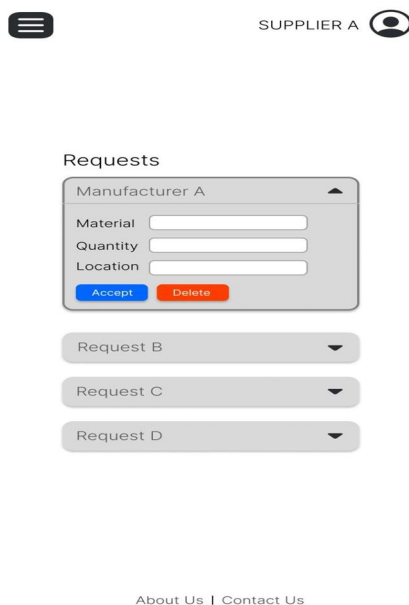 SUPPLIER A
Requests
Manufacturer A
Material
Quantity
Location
Accept Delete
Request B
Request C
Request D
About Us | Contact Us